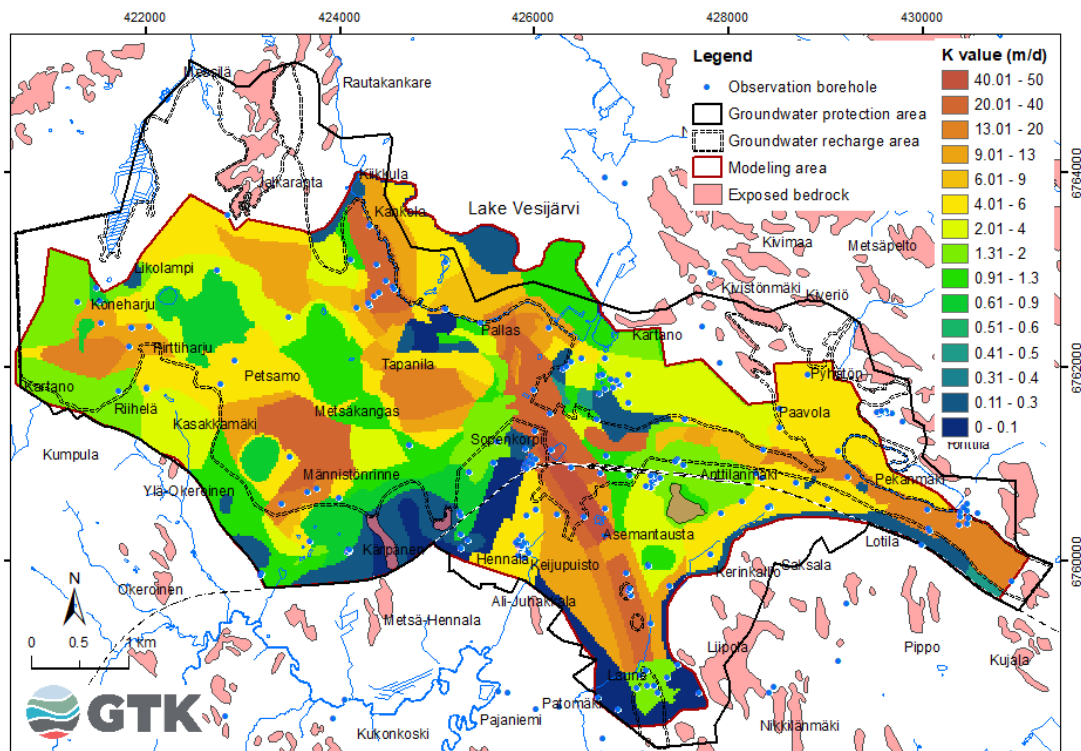 422000
424000
426000
428000
430000
Legend
Observation borehole
Groundwater protection area
Groundwater recharge area
Modeling area
Exposed bedrock
K value (m/d)
40.01 - 50
20.01 - 40
13.01 - 20
9.01 - 13
6.01 - 9
4.01 - 6
2.01 - 4
1.31 - 2
0.91 - 1.3
0.61 - 0.9
0.51 - 0.6
0.41 - 0.5
0.31 - 0.4
0.11 - 0.3
0 - 0.1
6764000
6762000
6760000
Messilä
Rautakankare
Jalkaranta
Kiikkula
Kankola
Lake Vesijärvi
Kivimaa
Metsäpelto
Kivistönmäki
Kiveriö
Likolampi
Koneharju
Pirttiharju
Pallas
Kartano
Tapanila
Petsamo
Kartano
Riihelä
Metsäkangas
Kasakkamäki
Paavola
Sopenkorpi
Kumpula
Männistönrinne
Anttilanmäki
Pekanmäki
Ylä-Okeroinen
Asemantausta
Lotila
Kärpänen
Hennala
Keijupuisto
Kerinkallio
Saksala
Okeroinen
Ali-Juhakkala
Metsä-Hennala
Liipola
Pippo
Kujala
Laune
Patomäki
Pajaniemi
Nikkilänmäki
Kukonkoski
N
0 0.5 1 km
GTK